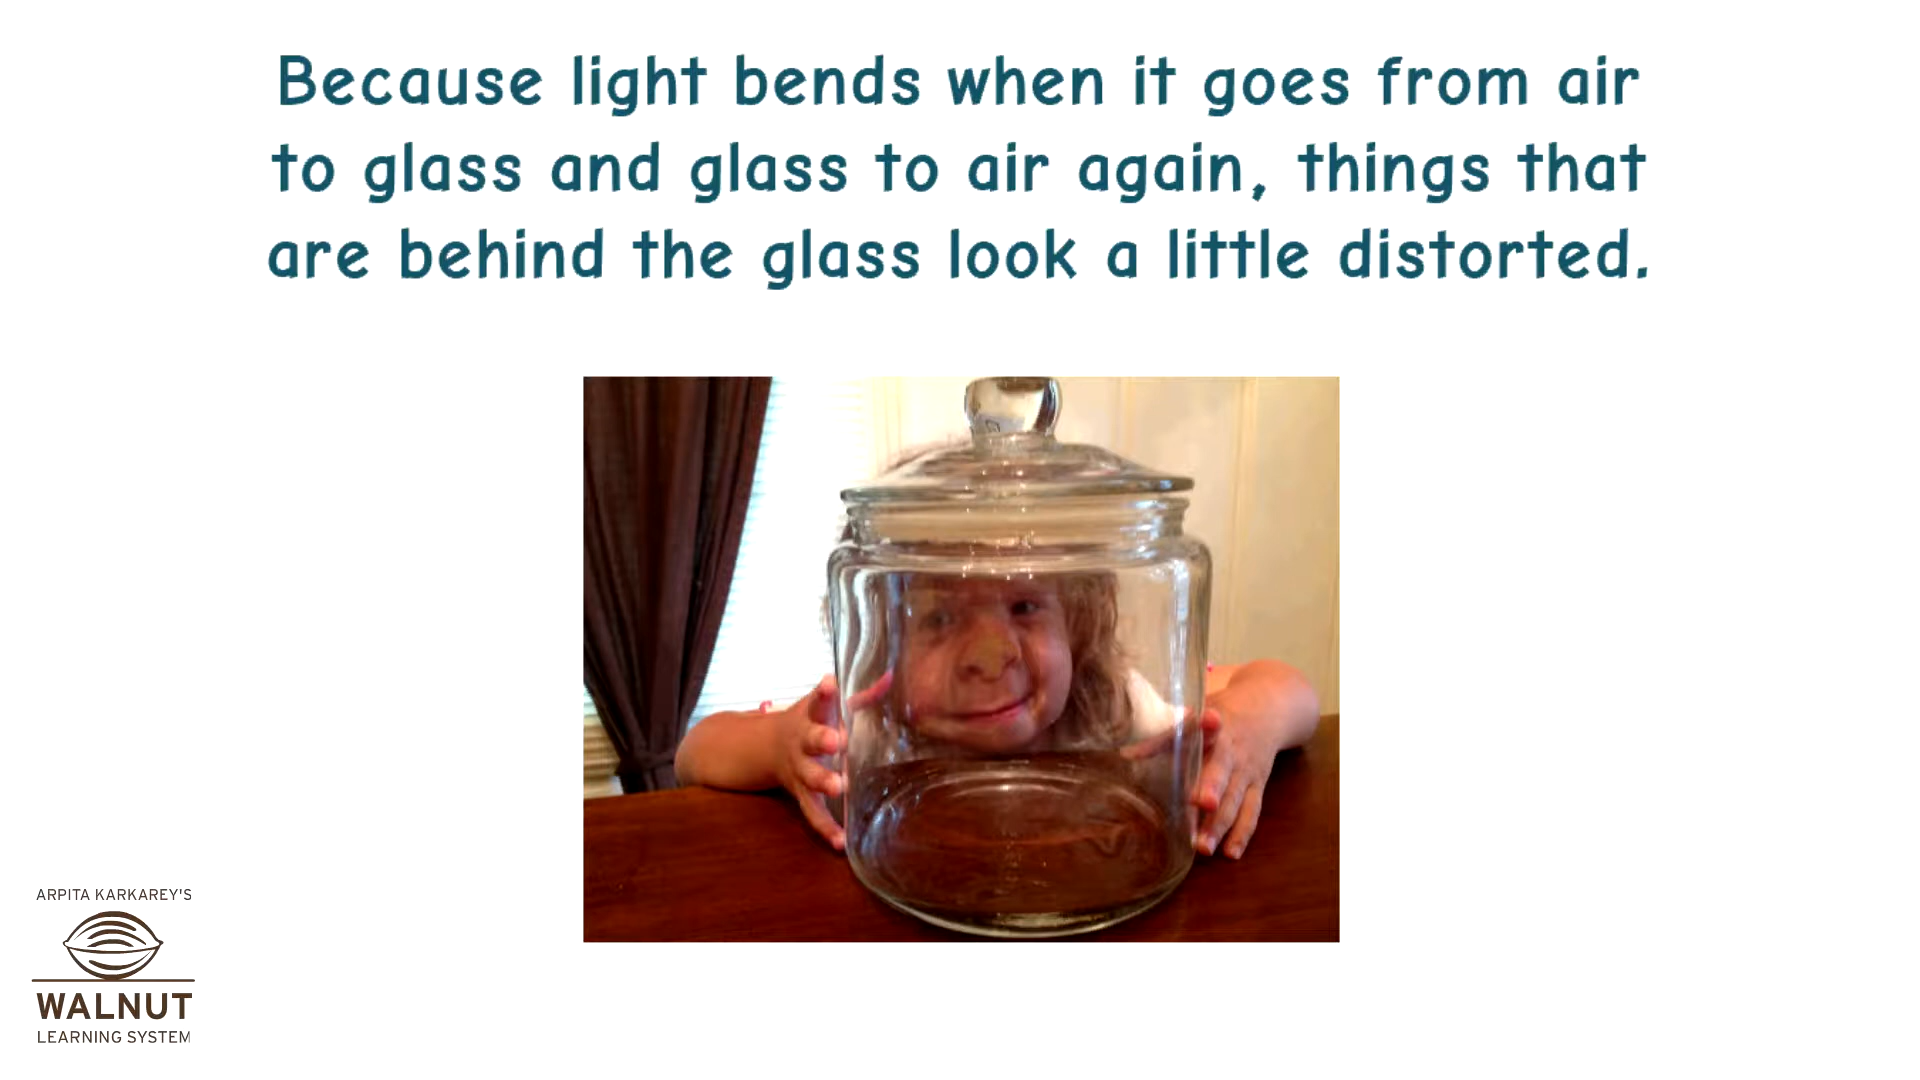 Because light bends when it goes from air
to glass and glass to air again, things that
are behind the glass look a little distorted.
ARPITA KARKAREY'S
WALNUT
LEARNING SYSTEM